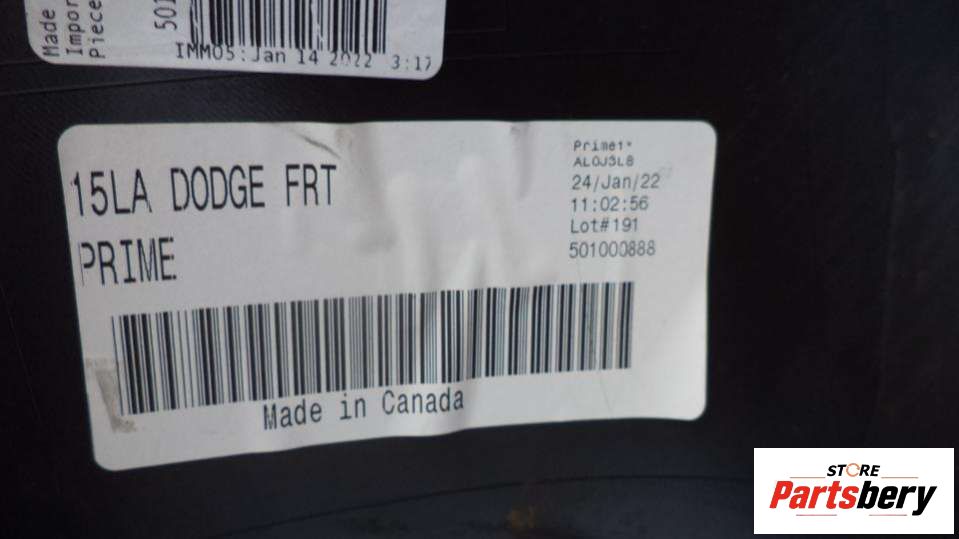 Made
Impor
Piece
501
IMM05:Jan 14 2022 3:17
15LA DODGE FRT
PRIME
Prime1*
AL0J3L8
24/Jan/22
11:02:56
Lot#191
501000888
Made in Canada
STORE
Partsbery